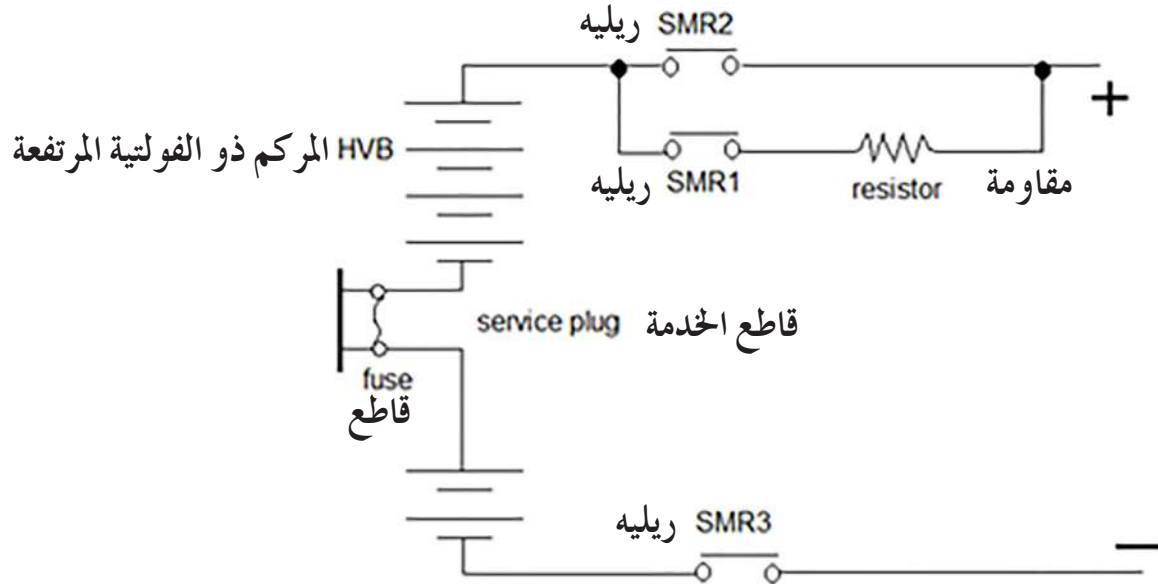 ريليه SMR2
+
المركم ذو الفولتية المرتفعة HVB
ريليه SMR1
resistor مقاومة
service plug قاطع الخدمة
fuse
قاطع
ريليه SMR3
−